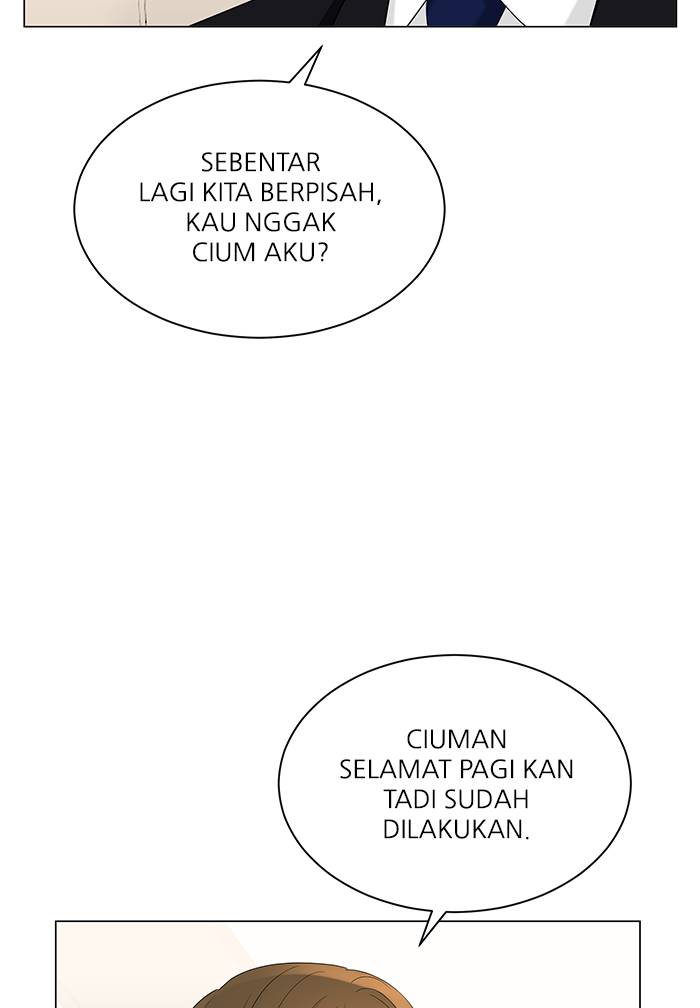 SEBENTAR
LAGI KITA BERPISAH,
KAU NGGAK
CIUM AKU?
CIUMAN
SELAMAT PAGI KAN
TADI SUDAH
DILAKUKAN.